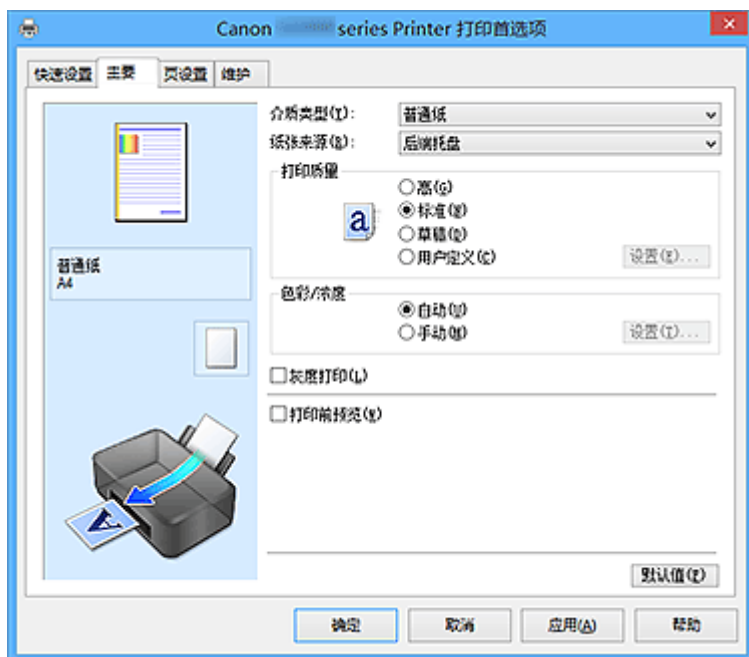 Canon series Printer 打印首选项
快速设置 主要 页设置 维护
介质类型(Y): 普通纸
纸张来源(R): 后端托盘
打印质量
高(G)
标准(N)
草稿(D)
用户定义(C) 设置(E)...
普通纸
A4
色彩/浓度
自动(U)
手动(M) 设置(T)...
灰度打印(L)
打印前预览(V)
默认值(F)
确定 取消 应用(A) 帮助